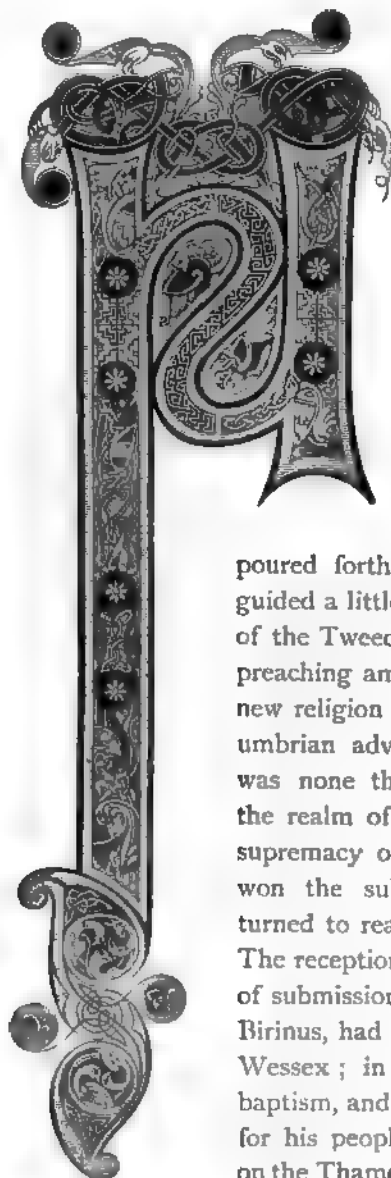 poured forth
guided a little
of the Tweed
preaching am
new religion
umbrian adv
was none th
the realm of
supremacy o
won the su
turned to rea
The reception
of submission
Birinus, had
Wessex ; in
baptism, and
for his peopl
on the Thame